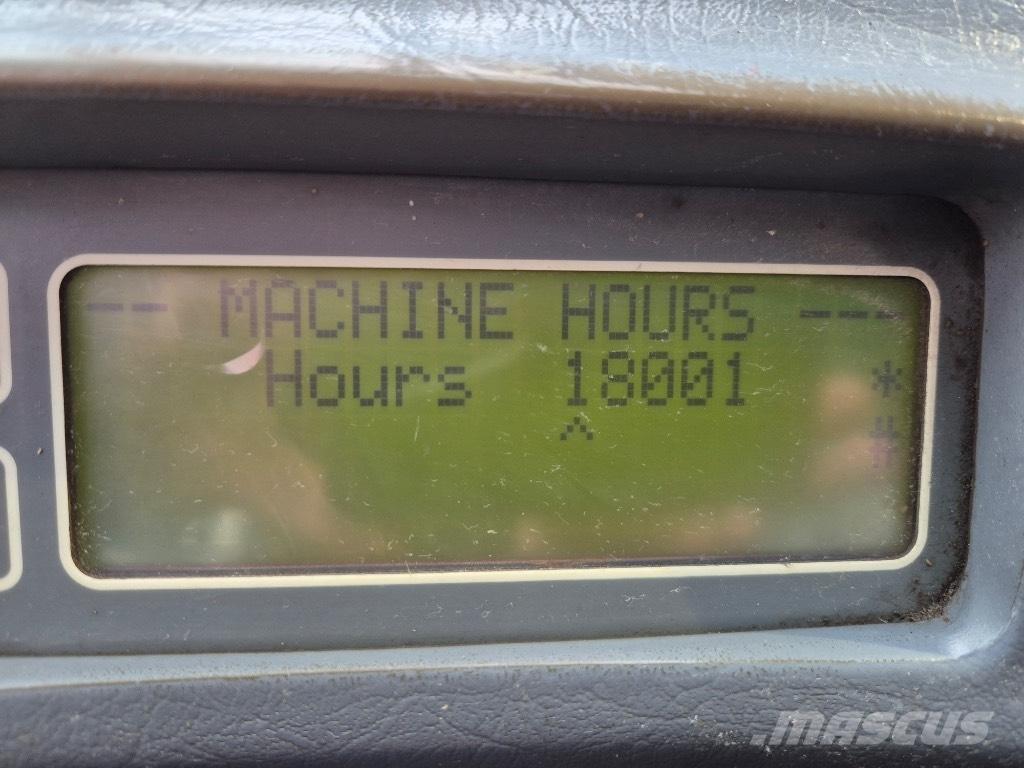 -- MACHINE HOURS ---
Hours 18001 *
^ #
MASCUS